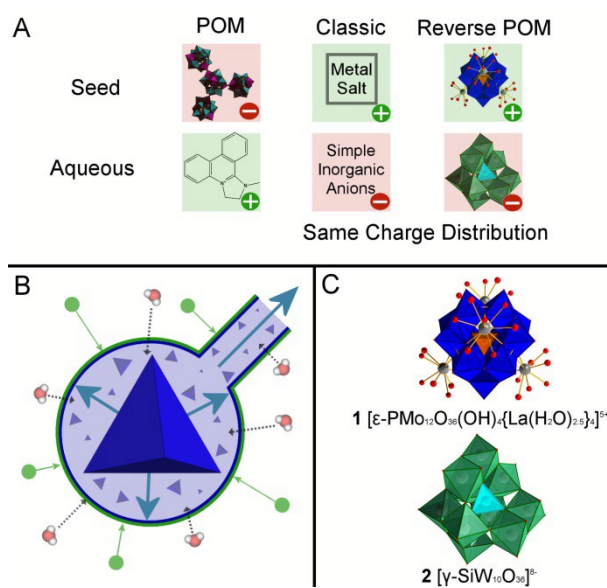 A
POM
Classic
Reverse POM
Seed
Metal
Salt
Aqueous
N
N
Simple
Inorganic
Anions
Same Charge Distribution
B
C
1 [ε-PMo₁₂O₃₆(OH)₄{La(H₂O)₂.₅}₄]⁵⁺
2 [γ-SiW₁₀O₃₆]⁸⁻